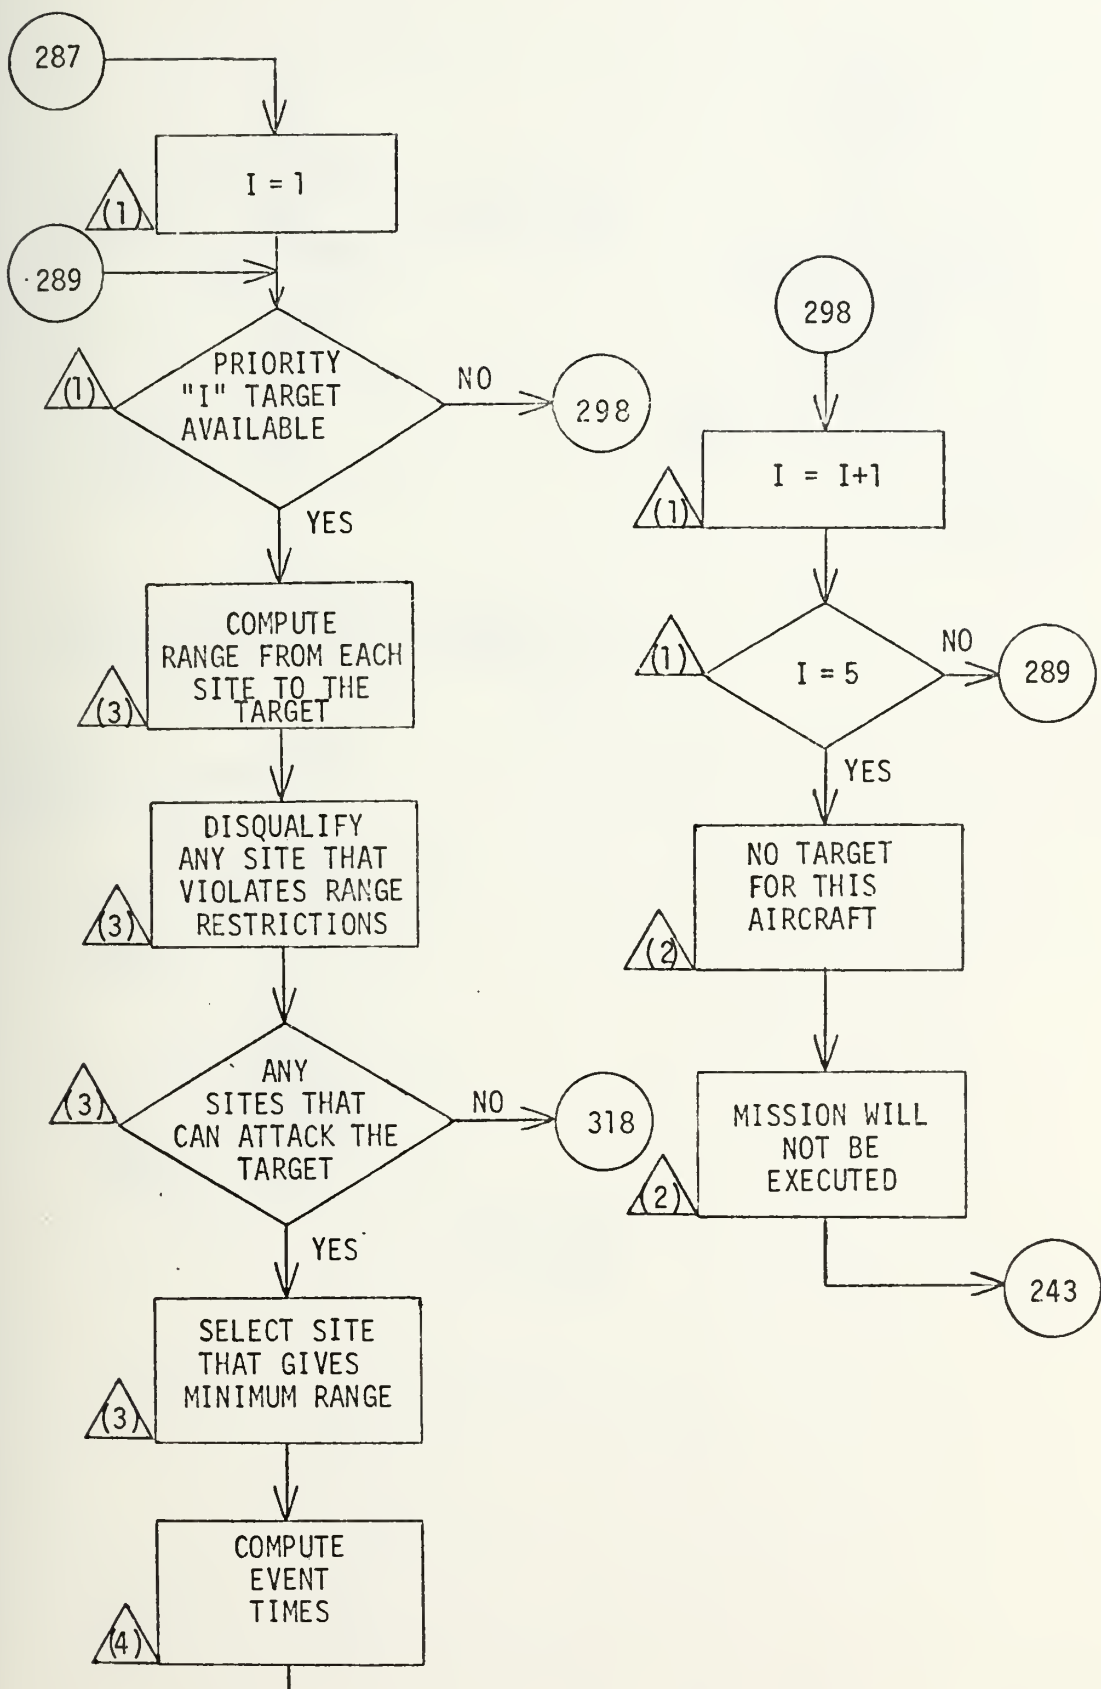 287
I = 1
(1)
289
PRIORITY
"I" TARGET
AVAILABLE
(1)
NO
298
YES
COMPUTE
RANGE FROM EACH
SITE TO THE
TARGET
(3)
DISQUALIFY
ANY SITE THAT
VIOLATES RANGE
RESTRICTIONS
(3)
ANY
SITES THAT
CAN ATTACK THE
TARGET
(3)
NO
318
YES
SELECT SITE
THAT GIVES
MINIMUM RANGE
(3)
COMPUTE
EVENT
TIMES
(4)
298
I = I+1
(1)
I = 5
(1)
NO
289
YES
NO TARGET
FOR THIS
AIRCRAFT
(2)
MISSION WILL
NOT BE
EXECUTED
(2)
243